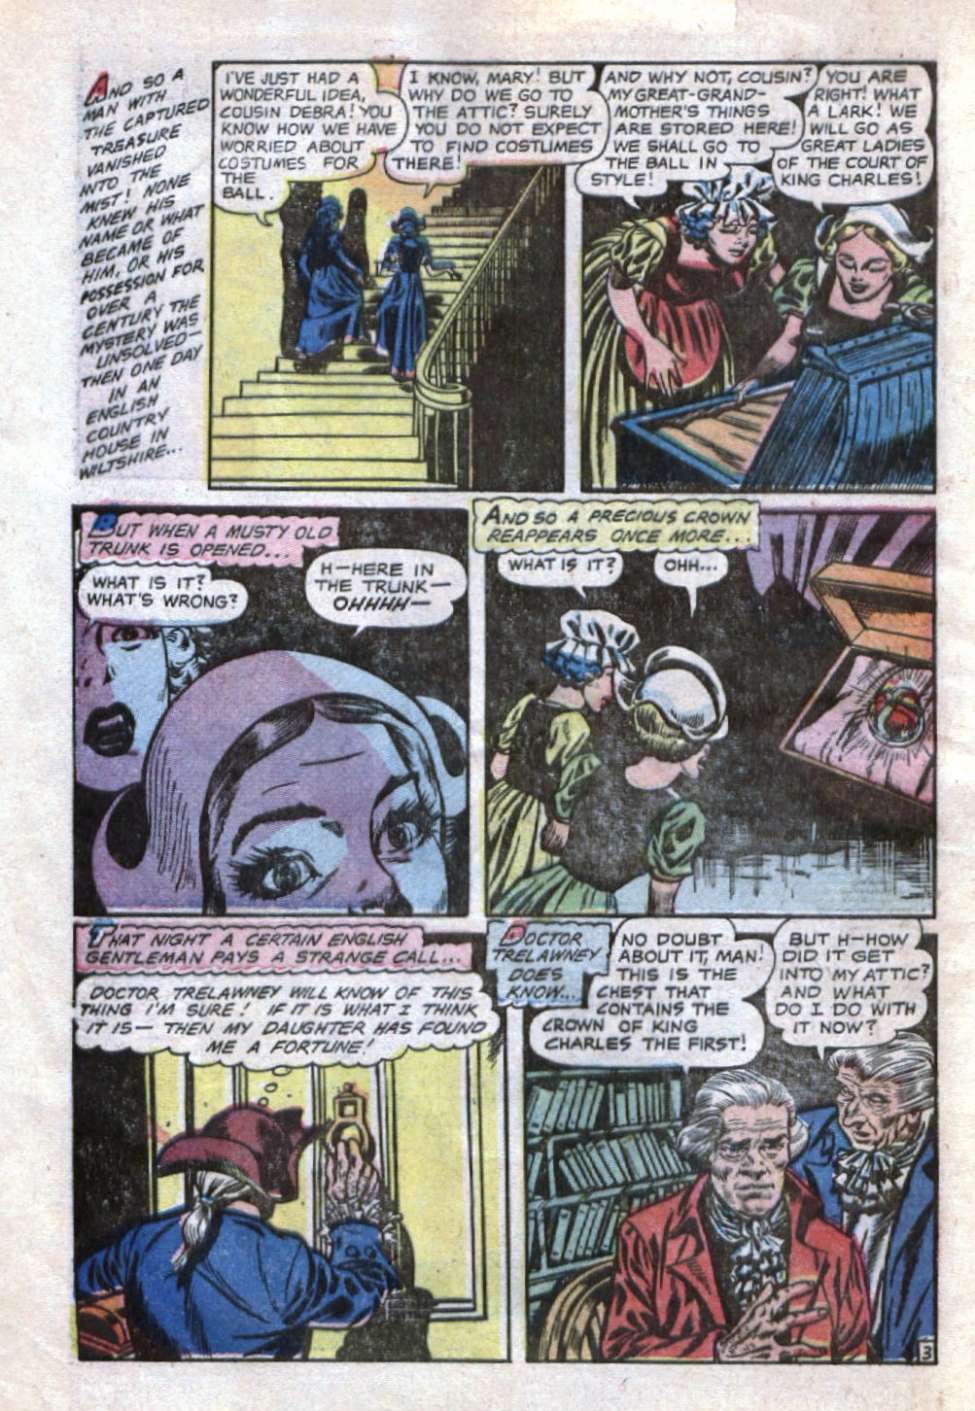 AND SO A
MAN WITH
THE CAPTURED
TREASURE
VANISHED
INTO THE
MIST! NONE
KNEW HIS
NAME OR WHAT
BECAME OF
HIM, OR HIS
POSSESSION FOR
OVER A
CENTURY THE
MYSTERY WAS
UNSOLVED—
THEN ONE DAY
IN AN
ENGLISH
COUNTRY
HOUSE IN
WILTSHIRE...
I'VE JUST HAD A
WONDERFUL IDEA,
COUSIN DEBRA! YOU
KNOW HOW WE HAVE
WORRIED ABOUT
COSTUMES FOR
THE
BALL.
I KNOW, MARY! BUT
WHY DO WE GO TO
THE ATTIC? SURELY
YOU DO NOT EXPECT
TO FIND COSTUMES
THERE!
AND WHY NOT, COUSIN?
MY GREAT-GRAND-
MOTHER'S THINGS
ARE STORED HERE!
WE SHALL GO TO
THE BALL IN
STYLE!
YOU ARE
RIGHT! WHAT
A LARK! WE
WILL GO AS
GREAT LADIES
OF THE COURT OF
KING CHARLES!
BUT WHEN A MUSTY OLD
TRUNK IS OPENED...
WHAT IS IT?
WHAT'S WRONG?
H-HERE IN
THE TRUNK—
OHHHH—
AND SO A PRECIOUS CROWN
REAPPEARS ONCE MORE...
WHAT IS IT?
OHH...
THAT NIGHT A CERTAIN ENGLISH
GENTLEMAN PAYS A STRANGE CALL...
DOCTOR TRELAWNEY WILL KNOW OF THIS
THING I'M SURE! IF IT IS WHAT I THINK
IT IS— THEN MY DAUGHTER HAS FOUND
ME A FORTUNE!
DOCTOR
TRELAWNEY
DOES
KNOW...
NO DOUBT
ABOUT IT, MAN!
THIS IS THE
CHEST THAT
CONTAINS THE
CROWN OF KING
CHARLES THE FIRST!
BUT H-HOW
DID IT GET
INTO MY ATTIC?
AND WHAT
DO I DO WITH
IT NOW?
3